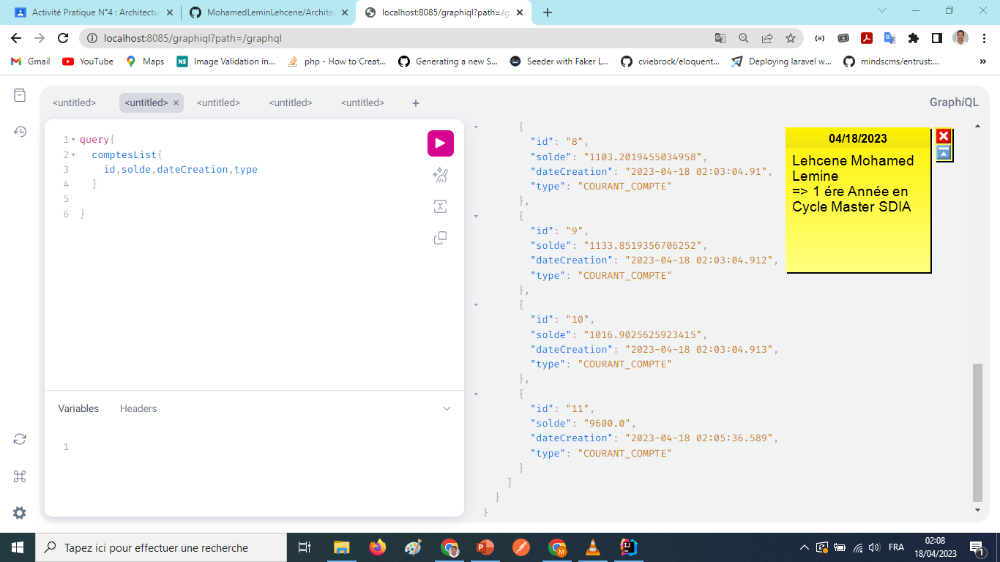 Activité Pratique N°4 : Architectu
MohamedLeminLehcene/Archite
localhost:8085/graphiql?path=/g
localhost:8085/graphiql?path=/graphql
Gmail
YouTube
Maps
NS
Image Validation in...
php - How to Creat...
Generating a new S...
Seeder with Faker L...
cviebrock/eloquent...
Deploying laravel w...
mindscms/entrust:...
»
<untitled>
<untitled>
<untitled>
<untitled>
<untitled>
GraphiQL
1 query{
2 comptesList{
3 id,solde,dateCreation,type
4 }
5
6 }
Variables
Headers
1
{
"id": "8",
"solde": "1103.2019455034958",
"dateCreation": "2023-04-18 02:03:04.91",
"type": "COURANT_COMPTE"
},
{
"id": "9",
"solde": "1133.8519356706252",
"dateCreation": "2023-04-18 02:03:04.912",
"type": "COURANT_COMPTE"
},
{
"id": "10",
"solde": "1016.9025625923415",
"dateCreation": "2023-04-18 02:03:04.913",
"type": "COURANT_COMPTE"
},
{
"id": "11",
"solde": "9600.0",
"dateCreation": "2023-04-18 02:05:36.589",
"type": "COURANT_COMPTE"
}
]
}
}
04/18/2023
Lehcene Mohamed
Lemine
=> 1 ére Année en
Cycle Master SDIA
Tapez ici pour effectuer une recherche
FRA
02:08
18/04/2023
1